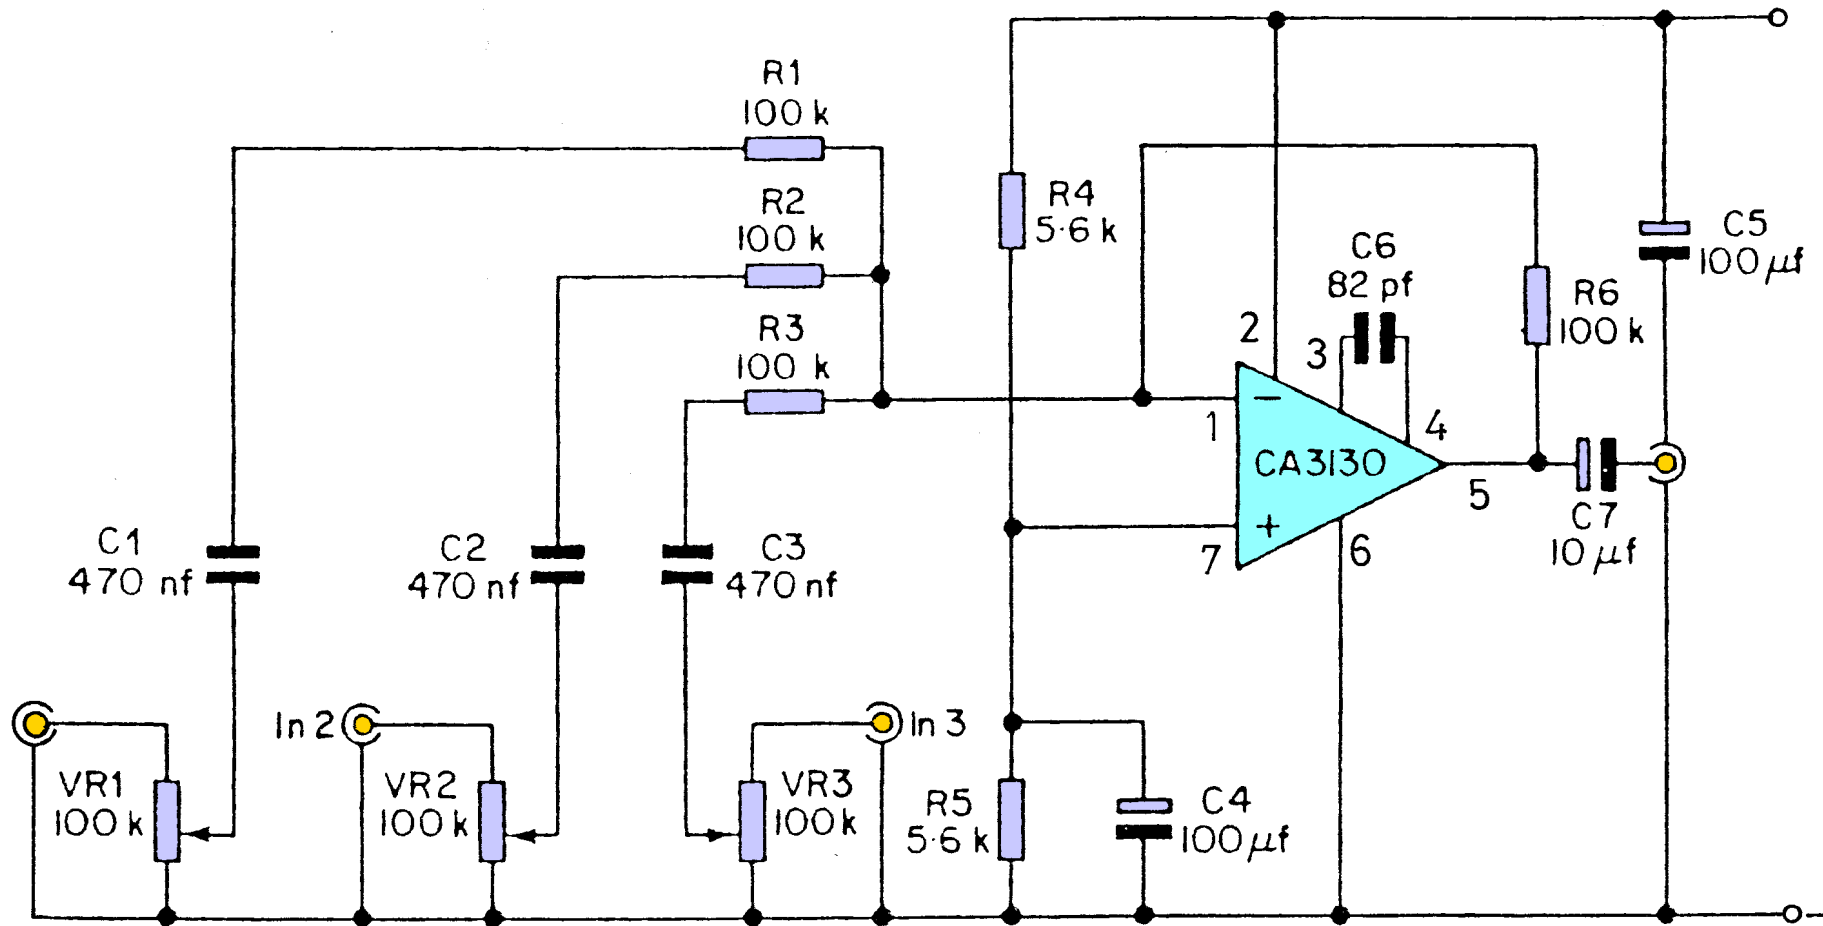 R1
100 k
R2
100 k
R3
100 k
R4
5·6 k
C6
82 pf
C5
100 µf
R6
100 k
2
3
1
−
4
CA3130
+
5
7
6
C7
10 µf
C1
470 nf
C2
470 nf
C3
470 nf
In 2
In 3
VR1
100 k
VR2
100 k
VR3
100k
R5
5·6 k
C4
100 µf